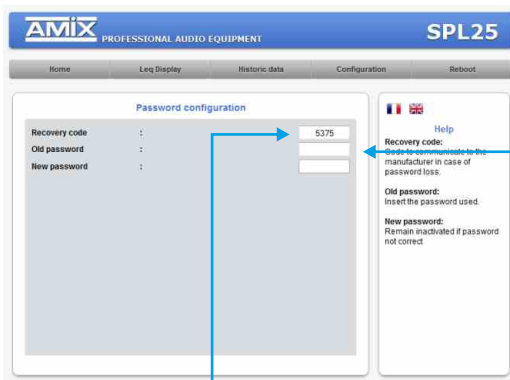 AMIX PROFESSIONAL AUDIO EQUIPMENT SPL25
Home Leq Display Historic data Configuration Reboot
Password configuration
Recovery code : 5375
Old password :
New password :
Help
Recovery code:
Code to communicate to the
manufacturer in case of
password loss.
Old password:
Insert the password used.
New password:
Remain inactivated if password
not correct